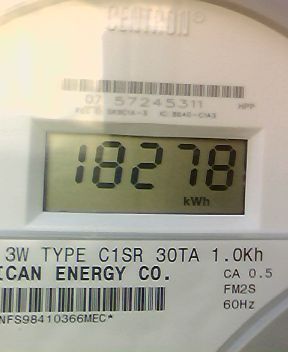 CENTRON®
07 57245311 HPP
18278
kWh
3W TYPE C1SR 30TA 1.0Kh
ICAN ENERGY CO. CA 0.5
FM2S
NFS98410366MEC* 60Hz